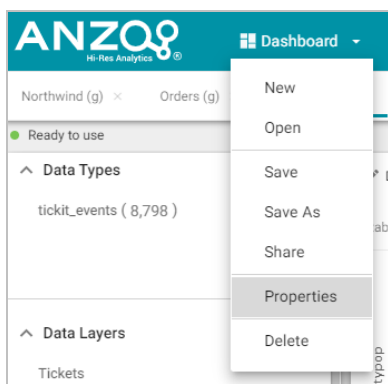 ANZO
Hi-Res Analytics ®
Dashboard
Northwind (g) ×
Orders (g)
Ready to use
Data Types
tickit_events ( 8,798 )
Data Layers
Tickets
New
Open
Save
Save As
Share
Properties
Delete